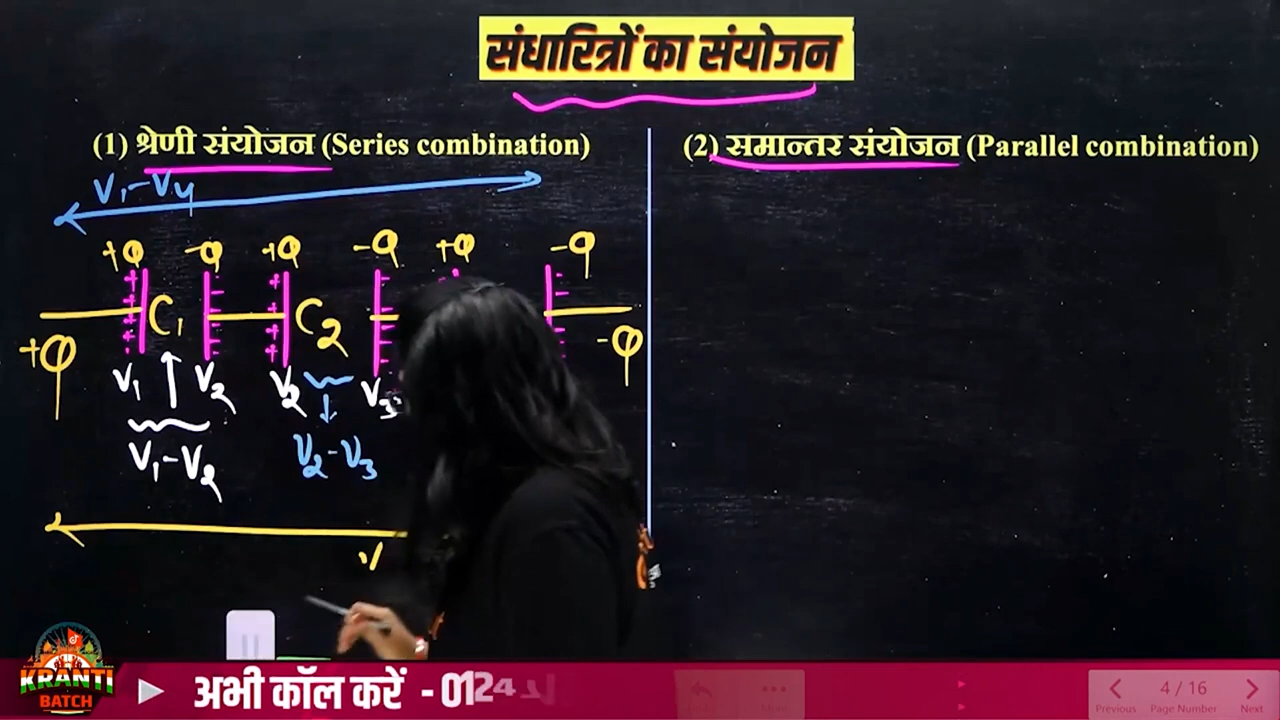 संधारित्रों का संयोजन
(1) श्रेणी संयोजन (Series combination)
(2) समान्तर संयोजन (Parallel combination)
V₁-V₄
+Q -Q +Q -Q +Q -Q
C₁ C₂
+Q -Q
V₁ V₂ V₂ V₃
V₁-V₂ V₂-V₃
KRANTI
BATCH
अभी कॉल करें - 0124
Previous 4 / 16 Next
Page Number